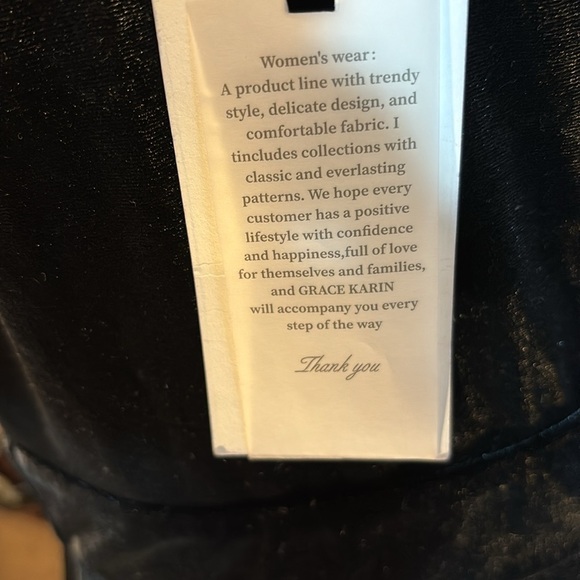 Women's wear:
A product line with trendy
style, delicate design, and
comfortable fabric. I
tincludes collections with
classic and everlasting
patterns. We hope every
customer has a positive
lifestyle with confidence
and happiness,full of love
for themselves and families,
and GRACE KARIN
will accompany you every
step of the way
Thank you